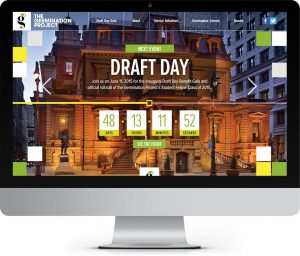 g
THE
GERMINATION
PROJECT
Draft Day Gala
About
Service Initiatives
Germination Schools
Donate
NEXT EVENT
DRAFT DAY
Join us on June 11, 2015 for the inaugural Draft Day Benefit Gala and
official roll call of the Germination Project's Student Fellow Class of 2015.
48
DAYS
13
HOURS
11
MINUTES
52
SECONDS
SEE THE EVENT